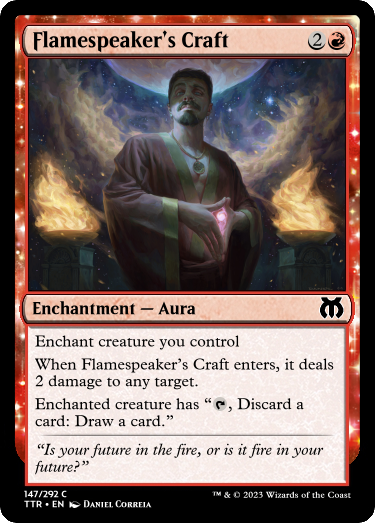 Flamespeaker's Craft 2
Enchantment — Aura
Enchant creature you control
When Flamespeaker's Craft enters, it deals
2 damage to any target.
Enchanted creature has “, Discard a
card: Draw a card.”
“Is your future in the fire, or is it fire in your
future?”
147/292 C
TTR • EN Daniel Correia
™ & © 2023 Wizards of the Coast